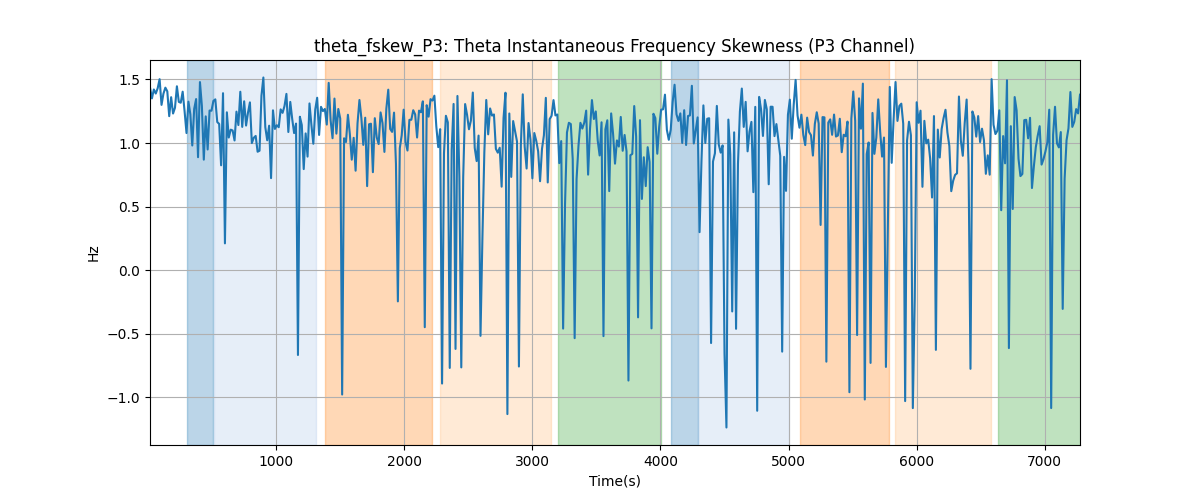 theta_fskew_P3: Theta Instantaneous Frequency Skewness (P3 Channel)
1.5
1.0
0.5
0.0
−0.5
−1.0
Hz
1000 2000 3000 4000 5000 6000 7000
Time(s)